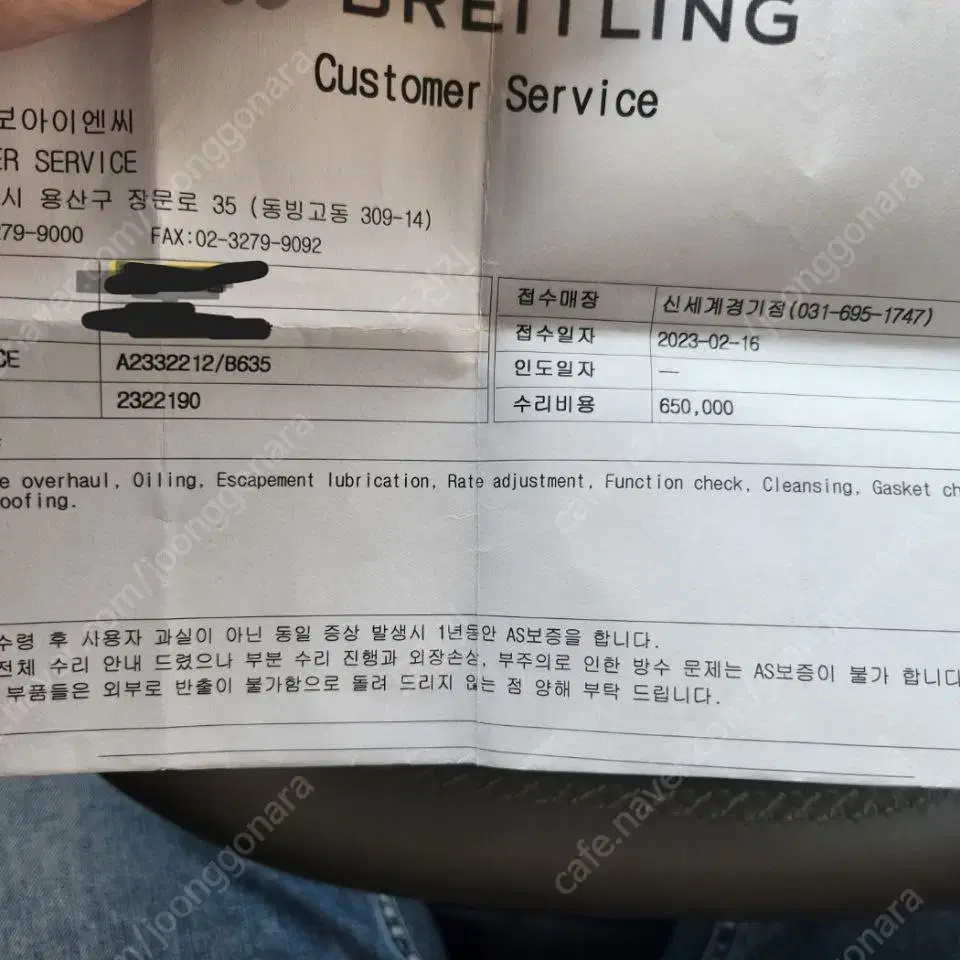 BREITLING
Customer Service
보아이엔씨
ER SERVICE
시 용산구 장문로 35 (동빙고동 309-14)
279-9000 FAX:02-3279-9092
접수매장 신세계경기점(031-695-1747)
접수일자 2023-02-16
CE A2332212/B635 인도일자 —
2322190 수리비용 650,000
e overhaul, Oiling, Escapement lubrication, Rate adjustment, Function check, Cleansing, Gasket ch
oofing.
수령 후 사용자 과실이 아닌 동일 증상 발생시 1년동안 AS보증을 합니다.
전체 수리 안내 드렸으나 부분 수리 진행과 외장손상, 부주의로 인한 방수 문제는 AS보증이 불가 합니다
부품들은 외부로 반출이 불가함으로 돌려 드리지 않는 점 양해 부탁 드립니다.
cafe.naver.com/joonggonara